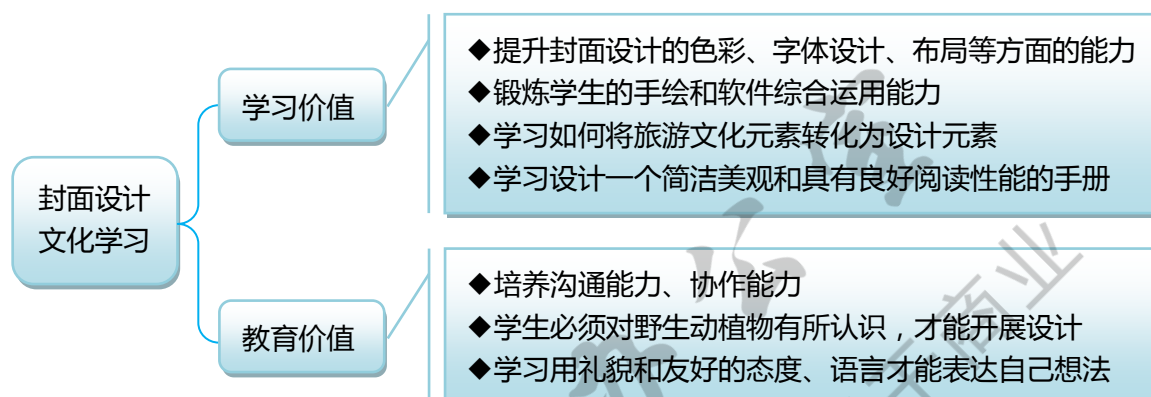 封面设计
文化学习
学习价值
◆提升封面设计的色彩、字体设计、布局等方面的能力
◆锻炼学生的手绘和软件综合运用能力
◆学习如何将旅游文化元素转化为设计元素
◆学习设计一个简洁美观和具有良好阅读性能的手册
教育价值
◆培养沟通能力、协作能力
◆学生必须对野生动植物有所认识，才能开展设计
◆学习用礼貌和友好的态度、语言才能表达自己想法
于商业